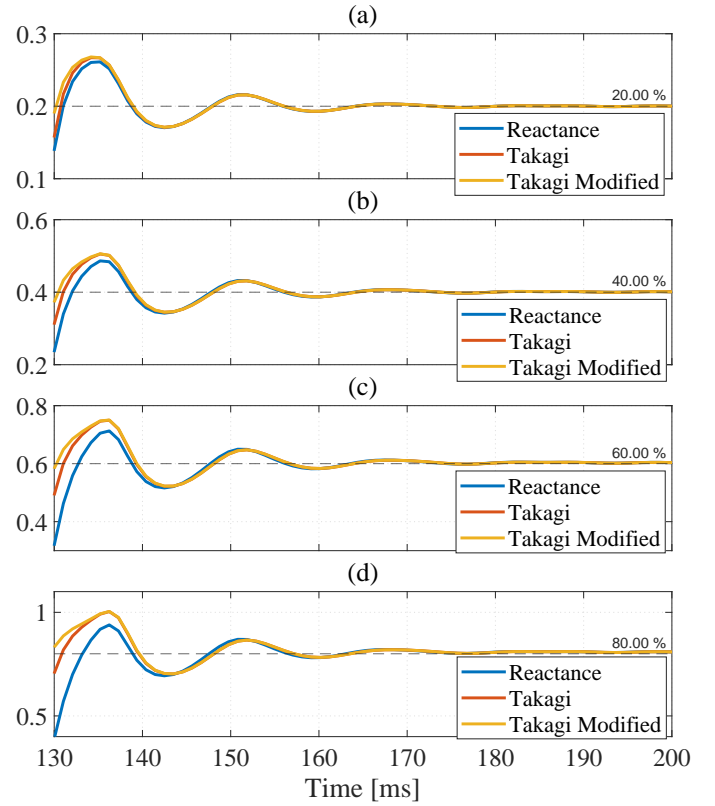 (a)
0.3
0.2
0.1
20.00 %
Reactance
Takagi
Takagi Modified
(b)
0.6
0.4
0.2
40.00 %
Reactance
Takagi
Takagi Modified
(c)
0.8
0.6
0.4
60.00 %
Reactance
Takagi
Takagi Modified
(d)
1
0.5
80.00 %
Reactance
Takagi
Takagi Modified
130 140 150 160 170 180 190 200
Time [ms]